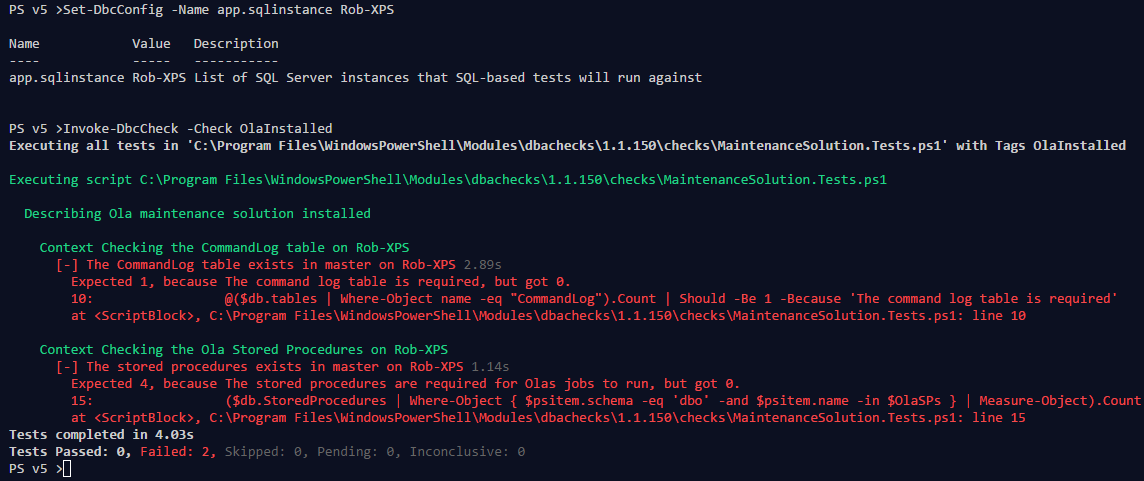 PS v5 >Set-DbcConfig -Name app.sqlinstance Rob-XPS
Name Value Description
---- ----- -----------
app.sqlinstance Rob-XPS List of SQL Server instances that SQL-based tests will run against
PS v5 >Invoke-DbcCheck -Check OlaInstalled
Executing all tests in 'C:\Program Files\WindowsPowerShell\Modules\dbachecks\1.1.150\checks\MaintenanceSolution.Tests.ps1' with Tags OlaInstalled
Executing script C:\Program Files\WindowsPowerShell\Modules\dbachecks\1.1.150\checks\MaintenanceSolution.Tests.ps1
Describing Ola maintenance solution installed
Context Checking the CommandLog table on Rob-XPS
[-] The CommandLog table exists in master on Rob-XPS 2.89s
Expected 1, because The command log table is required, but got 0.
10: @($db.tables | Where-Object name -eq "CommandLog").Count | Should -Be 1 -Because 'The command log table is required'
at <ScriptBlock>, C:\Program Files\WindowsPowerShell\Modules\dbachecks\1.1.150\checks\MaintenanceSolution.Tests.ps1: line 10
Context Checking the Ola Stored Procedures on Rob-XPS
[-] The stored procedures exists in master on Rob-XPS 1.14s
Expected 4, because The stored procedures are required for Olas jobs to run, but got 0.
15: ($db.StoredProcedures | Where-Object { $psitem.schema -eq 'dbo' -and $psitem.name -in $OlaSPs } | Measure-Object).Count
at <ScriptBlock>, C:\Program Files\WindowsPowerShell\Modules\dbachecks\1.1.150\checks\MaintenanceSolution.Tests.ps1: line 15
Tests completed in 4.03s
Tests Passed: 0, Failed: 2, Skipped: 0, Pending: 0, Inconclusive: 0
PS v5 >